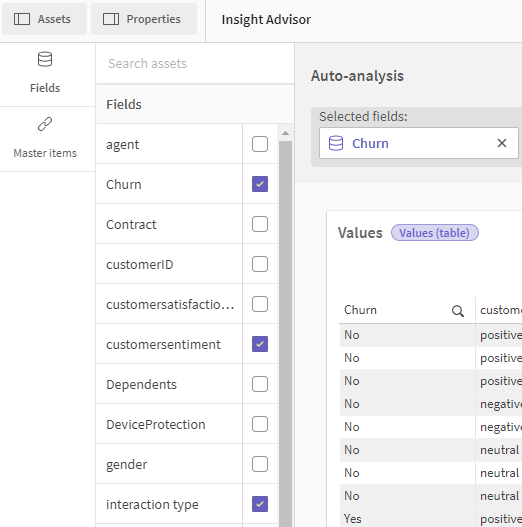 Assets
Properties
Insight Advisor
Fields
Master items
Search assets
Fields
agent
Churn
Contract
customerID
customersatisfactio...
customersentiment
Dependents
DeviceProtection
gender
interaction type
Auto-analysis
Selected fields:
Churn
Values Values (table)
Churn custome
No positive
No positive
No positive
No negative
No negative
No neutral
No neutral
No neutral
Yes positive